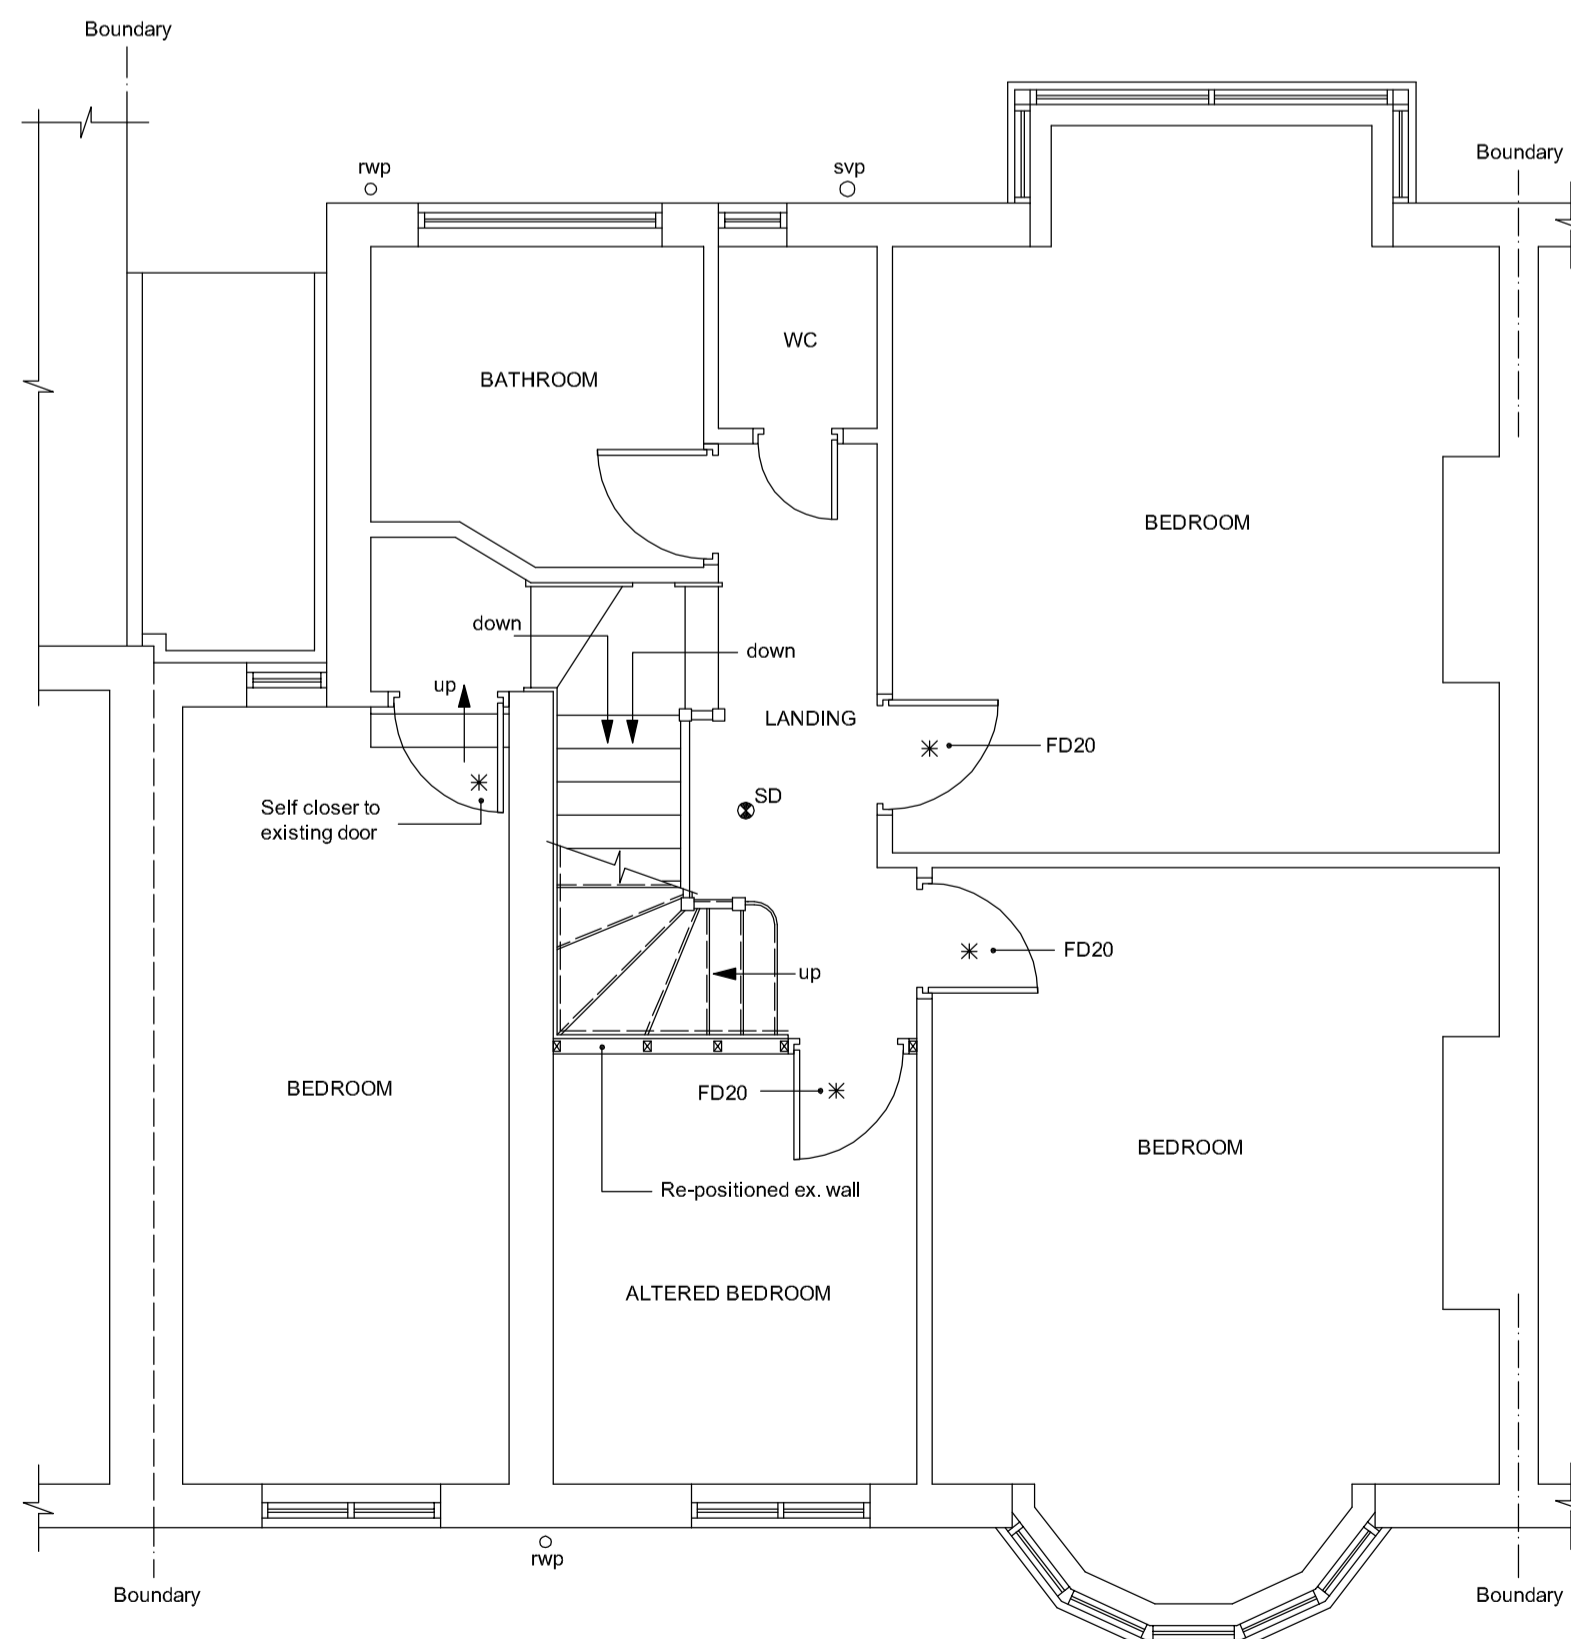 Boundary
Boundary
rwp
svp
WC
BATHROOM
BEDROOM
down
down
up
LANDING
FD20
SD
Self closer to
existing door
FD20
up
BEDROOM
FD20
BEDROOM
Re-positioned ex. wall
ALTERED BEDROOM
rwp
Boundary
Boundary